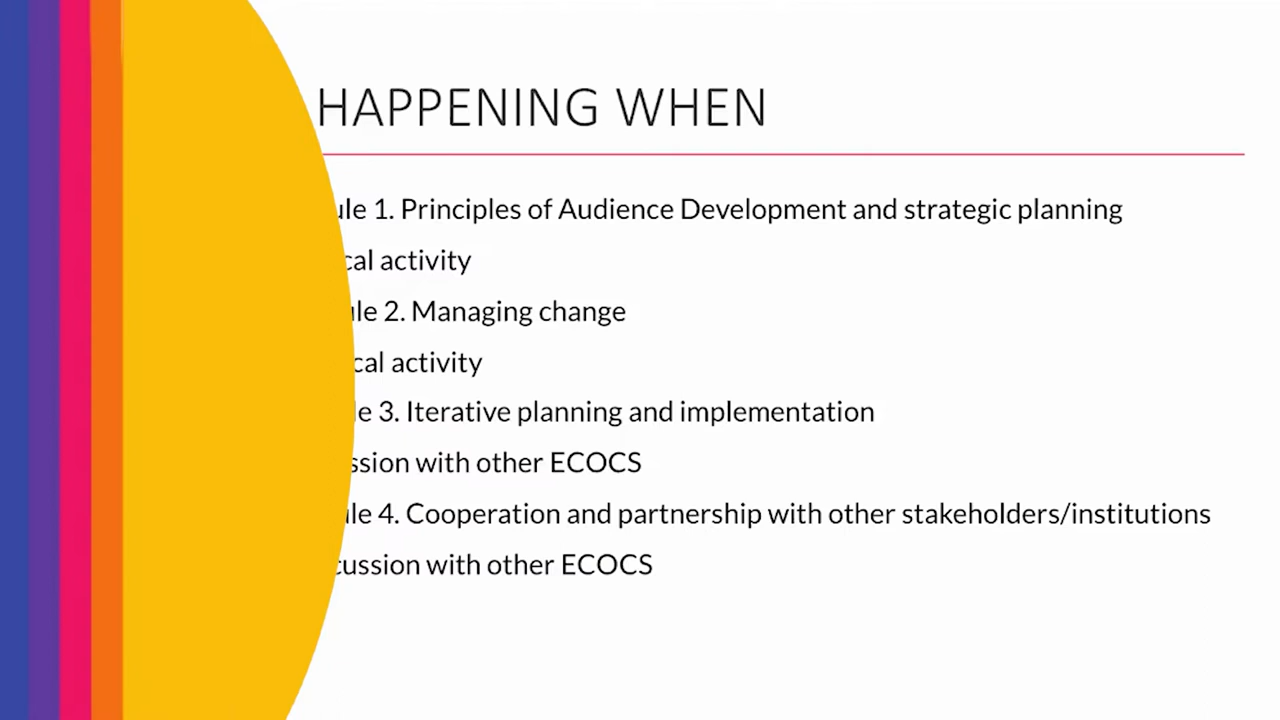 HAPPENING WHEN
ule 1. Principles of Audience Development and strategic planning
cal activity
ule 2. Managing change
cal activity
le 3. Iterative planning and implementation
ssion with other ECOCS
ule 4. Cooperation and partnership with other stakeholders/institutions
cussion with other ECOCS